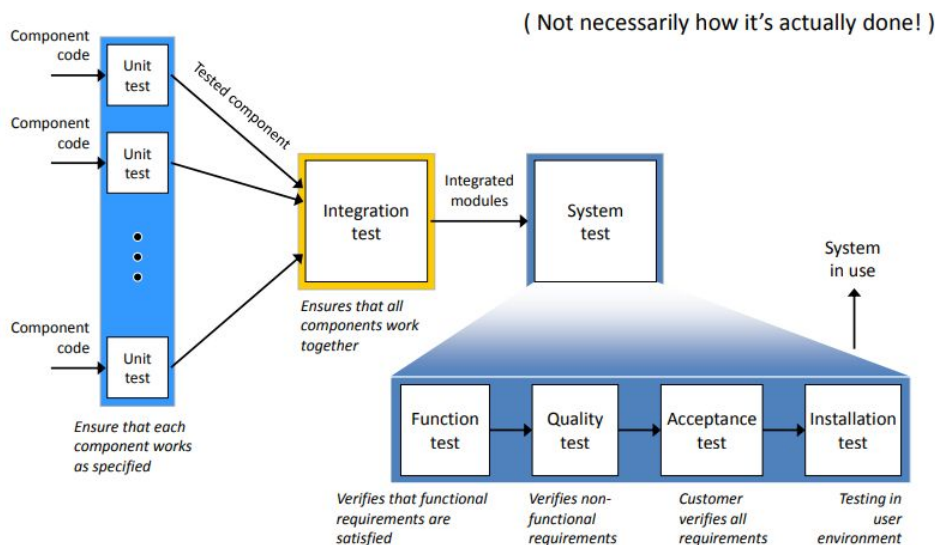 ( Not necessarily how it's actually done! )
Component
code
Unit
test
Tested component
Component
code
Unit
test
Component
code
Unit
test
Ensure that each
component works
as specified
Integration
test
Ensures that all
components work
together
Integrated
modules
System
test
System
in use
Function
test
Quality
test
Acceptance
test
Installation
test
Verifies that functional
requirements are
satisfied
Verifies non-
functional
requirements
Customer
verifies all
requirements
Testing in
user
environment